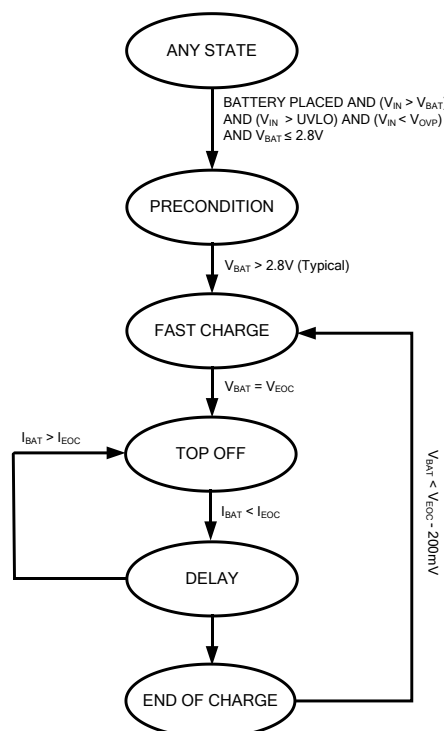 ANY STATE
BATTERY PLACED AND (VIN > VBAT)
AND (VIN > UVLO) AND (VIN < VOVP)
AND VBAT ≤ 2.8V
PRECONDITION
VBAT > 2.8V (Typical)
FAST CHARGE
VBAT = VEOC
IBAT > IEOC
TOP OFF
IBAT < IEOC
VBAT < VEOC - 200mV
DELAY
END OF CHARGE